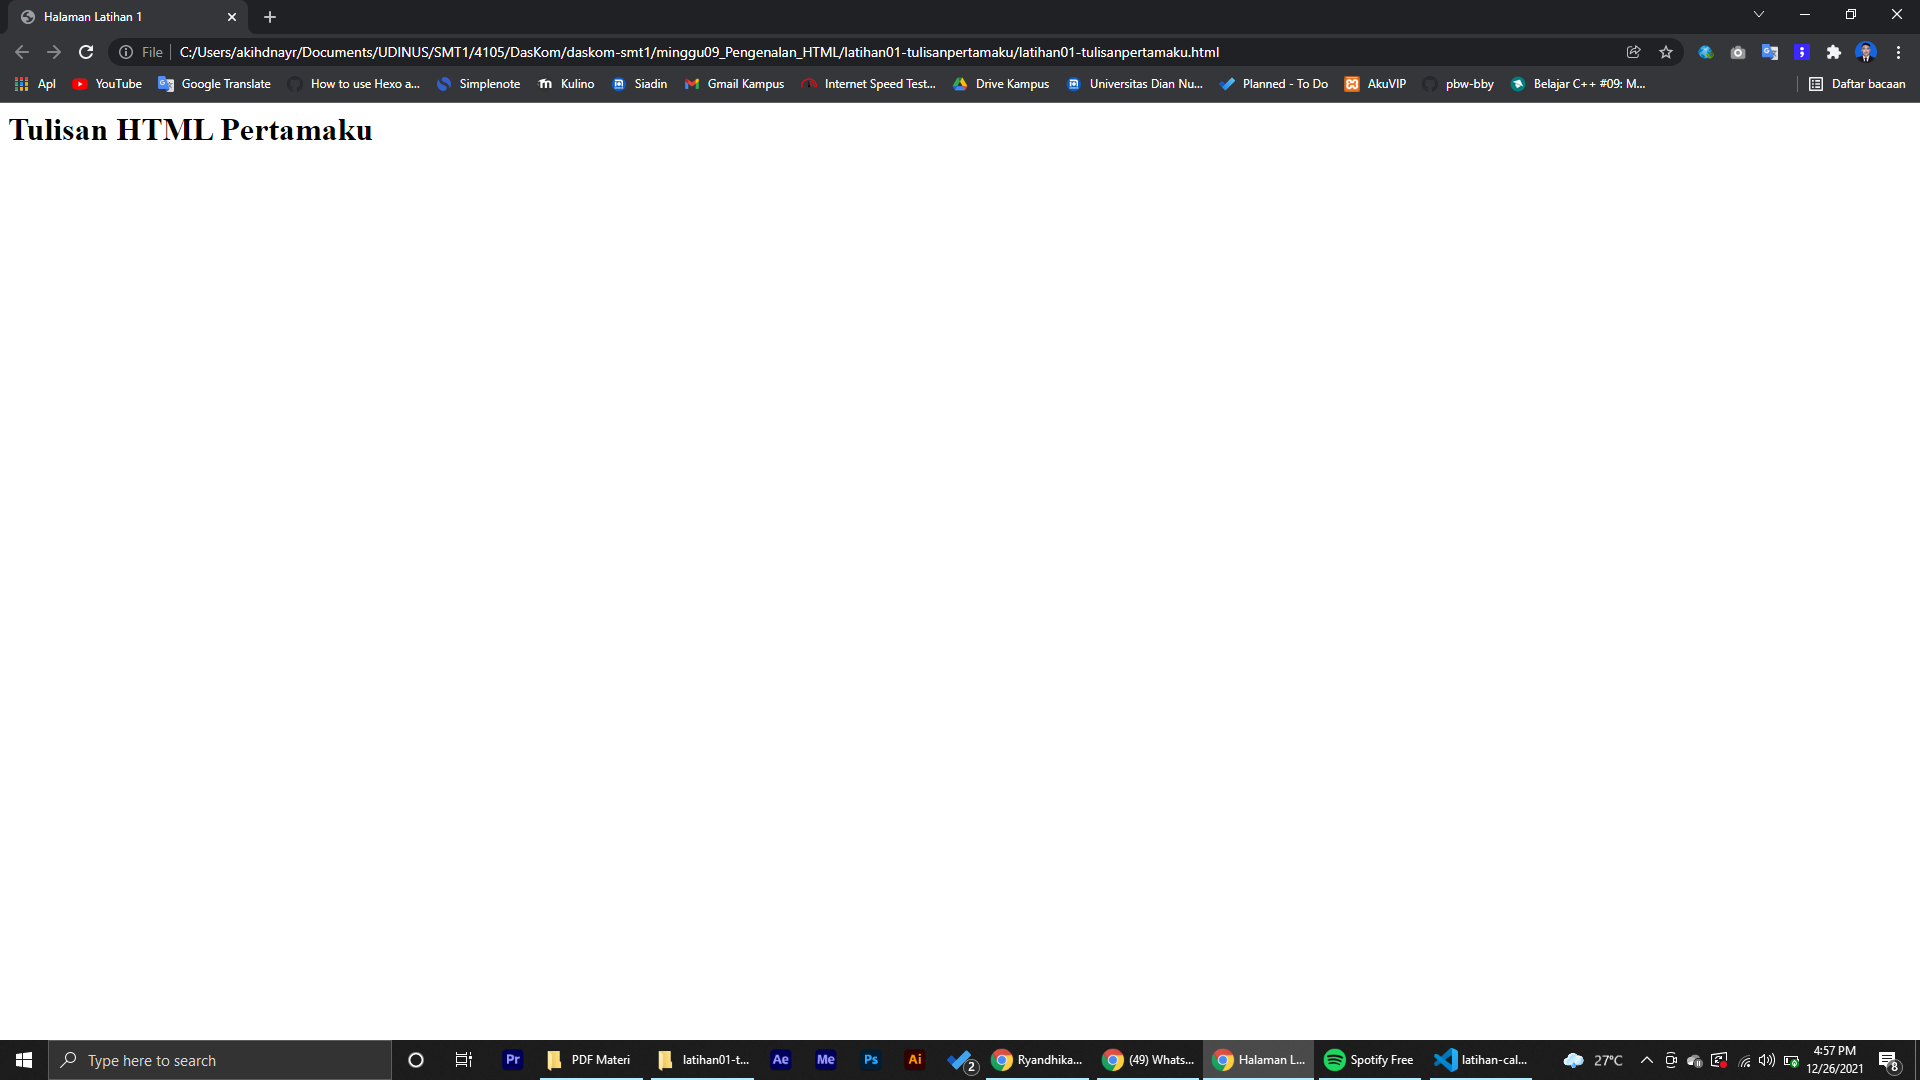 Halaman Latihan 1
File C:/Users/akihdnayr/Documents/UDINUS/SMT1/4105/DasKom/daskom-smt1/minggu09_Pengenalan_HTML/latihan01-tulisanpertamaku/latihan01-tulisanpertamaku.html
Apl YouTube Google Translate How to use Hexo a... Simplenote Kulino Siadin Gmail Kampus Internet Speed Test... Drive Kampus Universitas Dian Nu... Planned - To Do AkuVIP pbw-bby Belajar C++ #09: M... Daftar bacaan
Tulisan HTML Pertamaku
Type here to search Pr PDF Materi latihan01-t... Ae Me Ps Ai 2 Ryandhika... (49) Whats... Halaman L... Spotify Free latihan-cal... 27°C 4:57 PM
12/26/2021 8